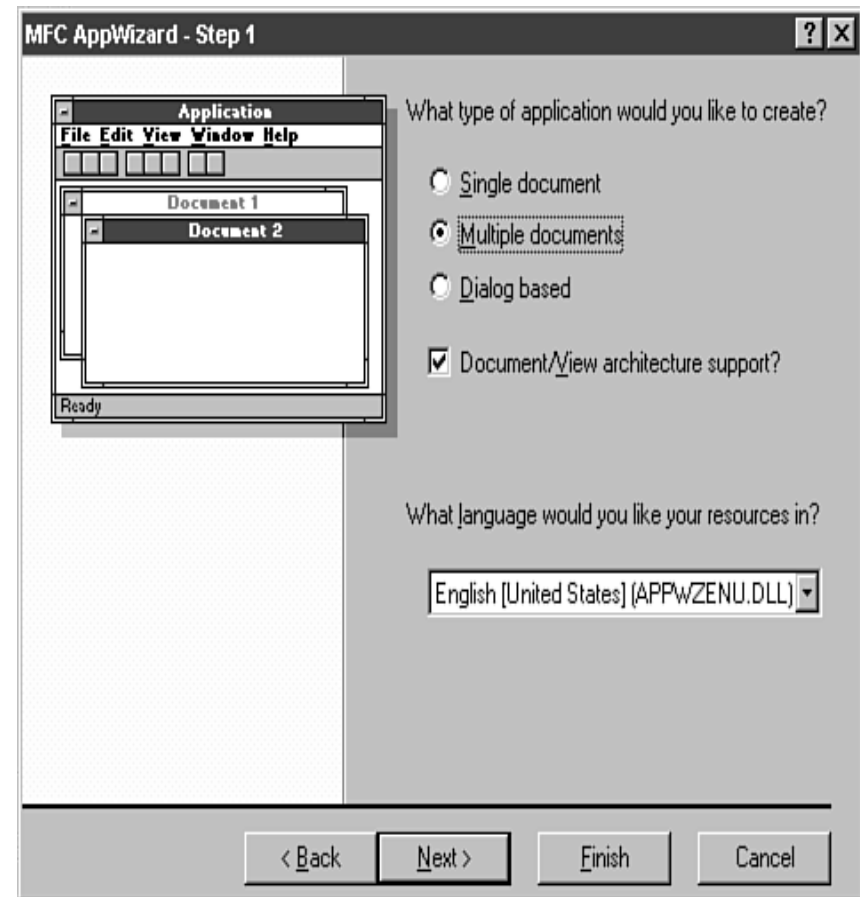 MFC AppWizard - Step 1
Application
File Edit View Window Help
Document 1
Document 2
Ready
What type of application would you like to create?
Single document
Multiple documents
Dialog based
Document/View architecture support?
What language would you like your resources in?
English [United States] (APPWZENU.DLL)
< Back Next > Finish Cancel